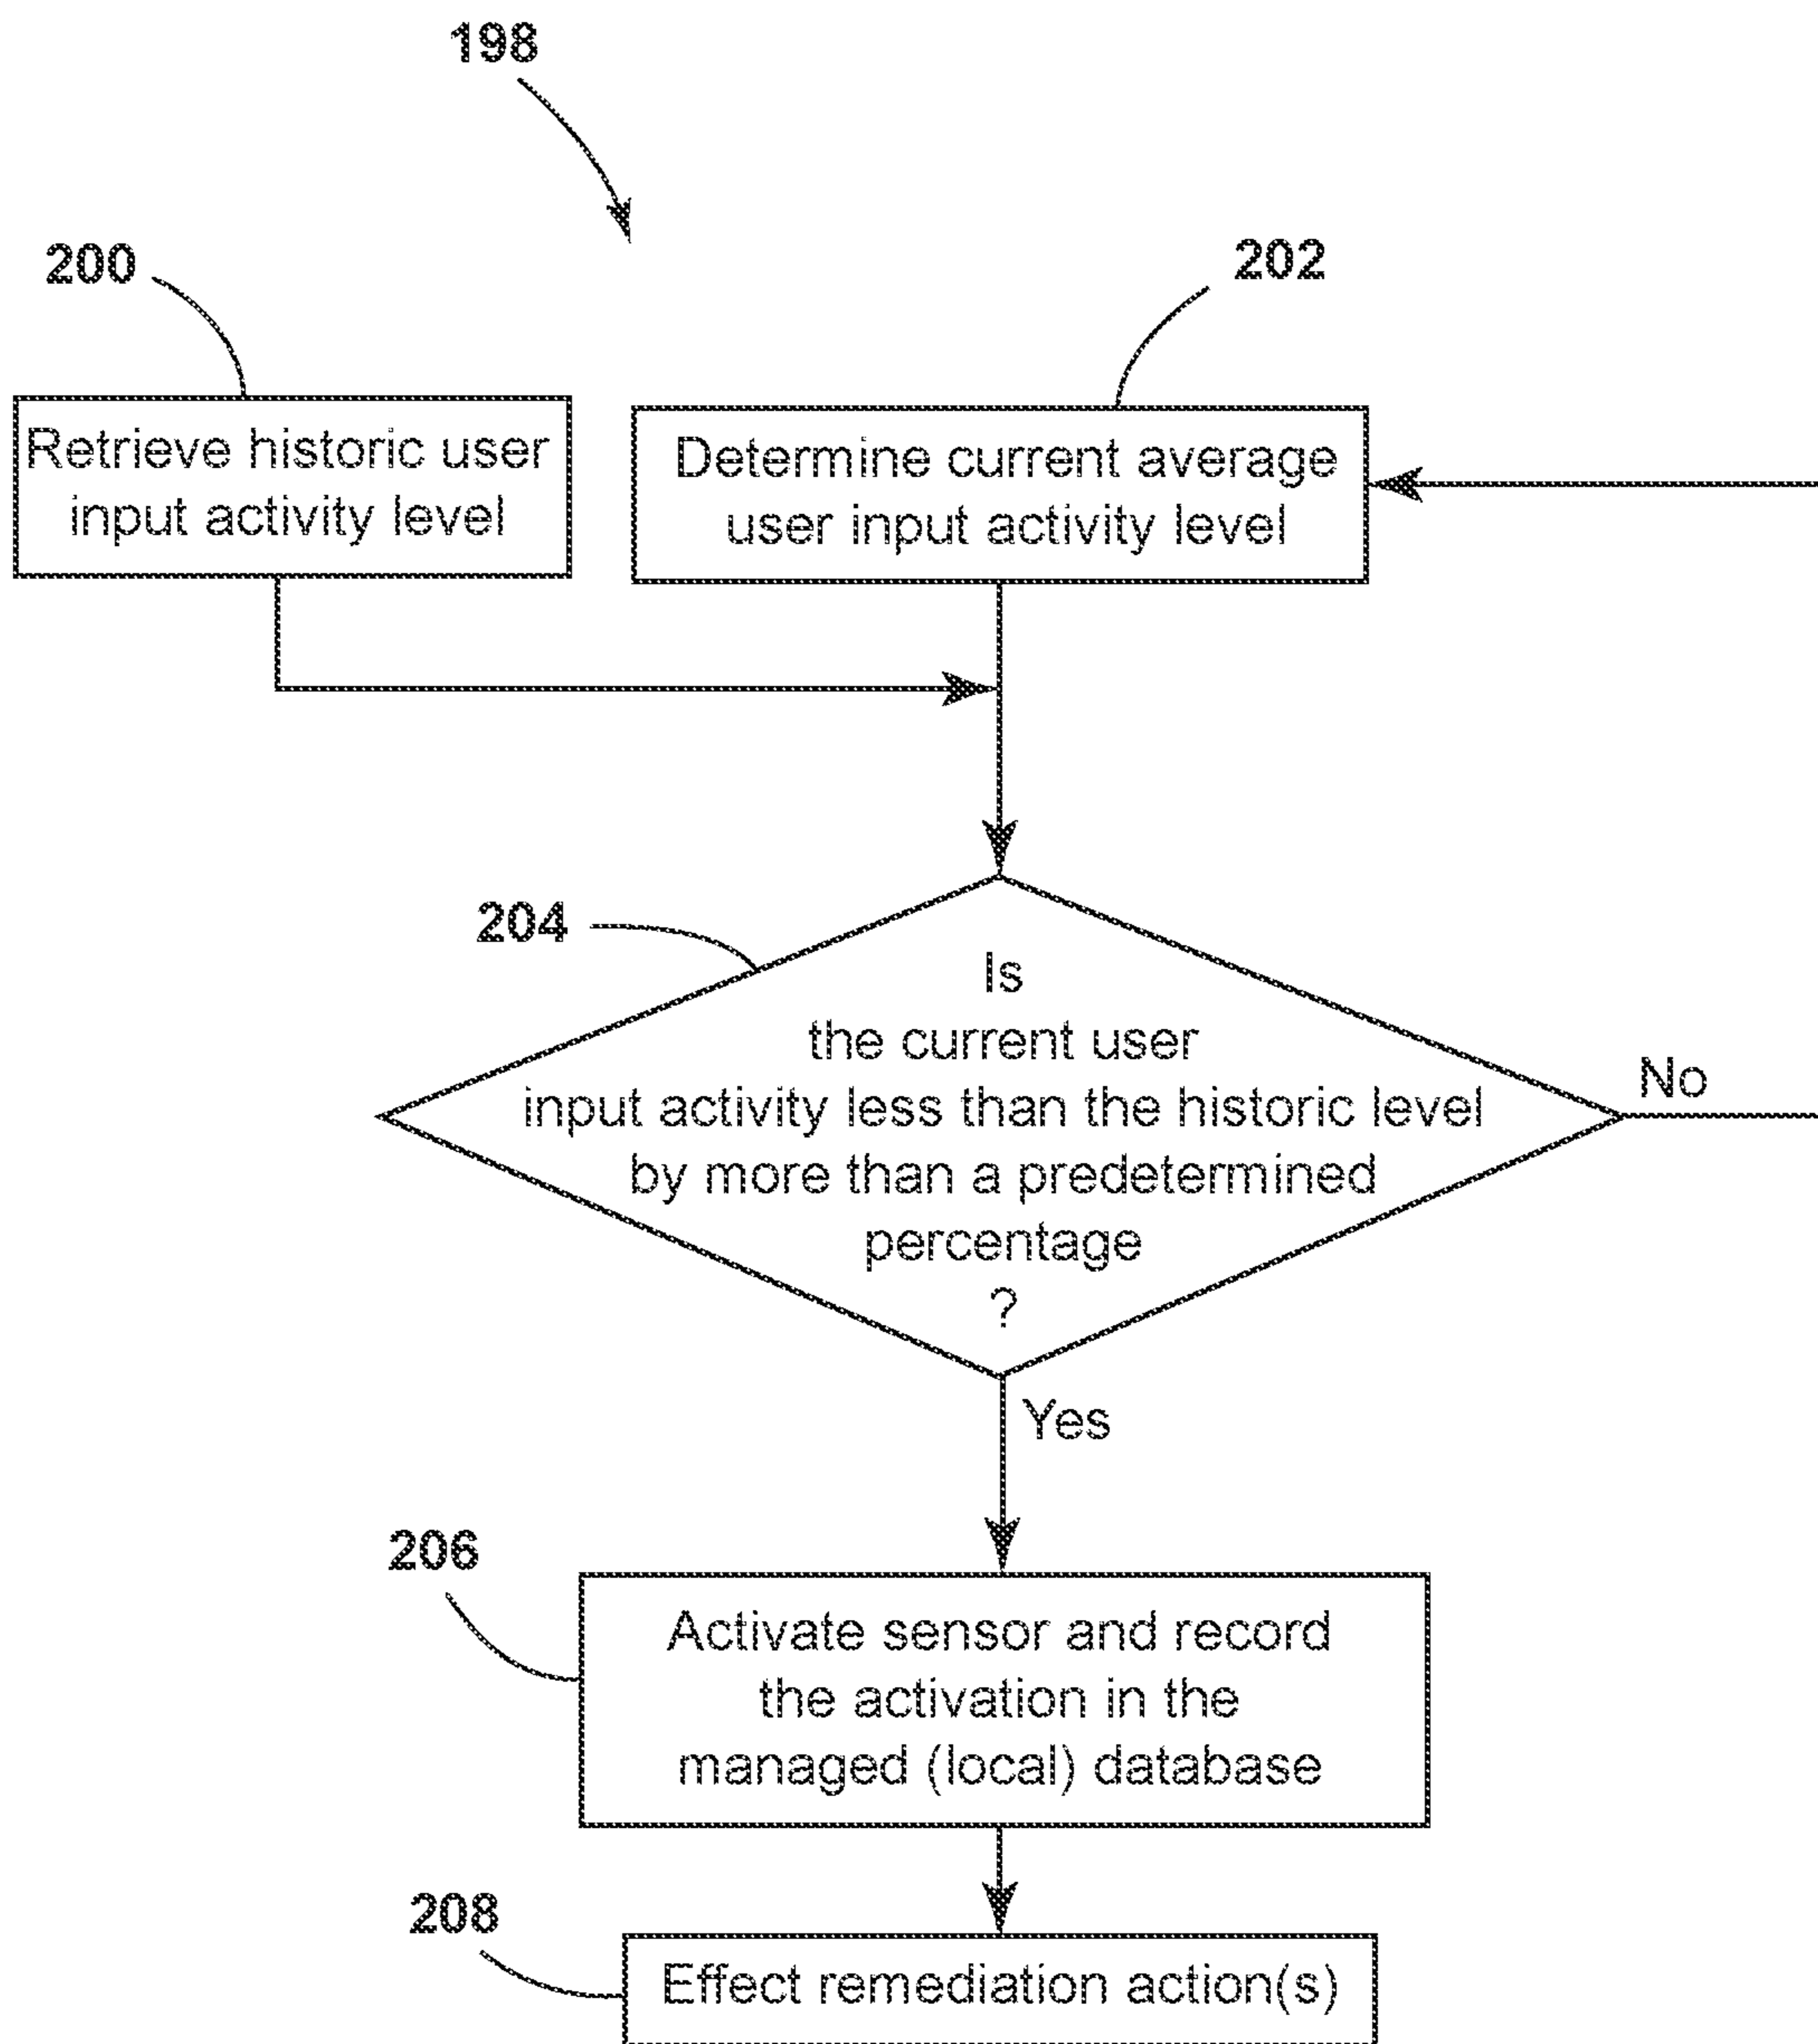 198
200
202
Retrieve historic user
input activity level
Determine current average
user input activity level
204
Is
the current user
input activity less than the historic level
by more than a predetermined
percentage
?
No
Yes
206
Activate sensor and record
the activation in the
managed (local) database
208
Effect remediation action(s)